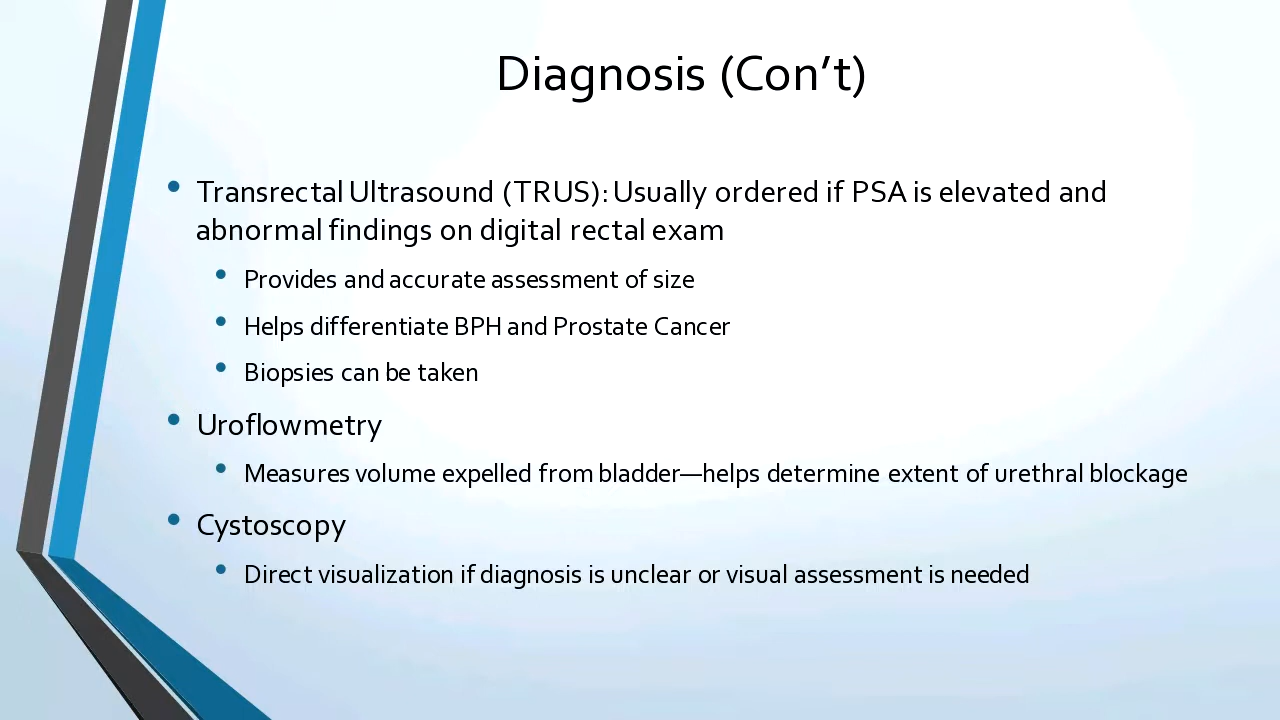 Diagnosis (Con’t)
• Transrectal Ultrasound (TRUS): Usually ordered if PSA is elevated and
abnormal findings on digital rectal exam
• Provides and accurate assessment of size
• Helps differentiate BPH and Prostate Cancer
• Biopsies can be taken
• Uroflowmetry
• Measures volume expelled from bladder—helps determine extent of urethral blockage
• Cystoscopy
• Direct visualization if diagnosis is unclear or visual assessment is needed